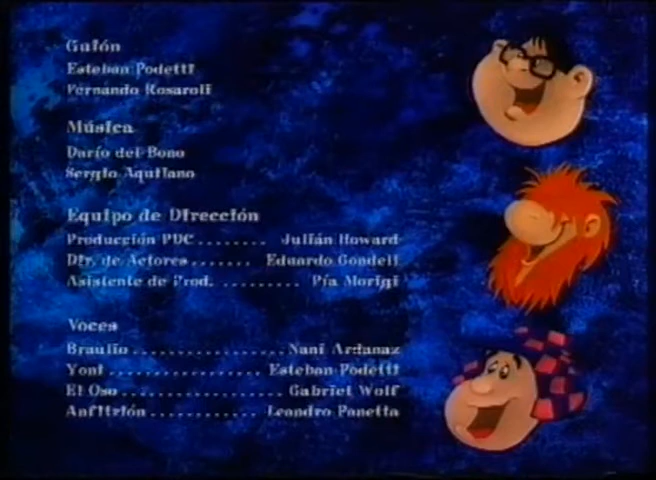 Guión
Esteban Podetti
Fernando Rosaroli
Música
Darío del Bono
Sergio Aquilano
Equipo de Dirección
Producción PDC........ Julián Howard
Dir. de Actores....... Eduardo Gondell
Asistente de Prod. .......... Pía Morigi
Voces
Braulio.................. Nani Ardanaz
Yoni.................. Esteban Podetti
El Oso.................. Gabriel Wolf
Anfitrión............ Leandro Panetta